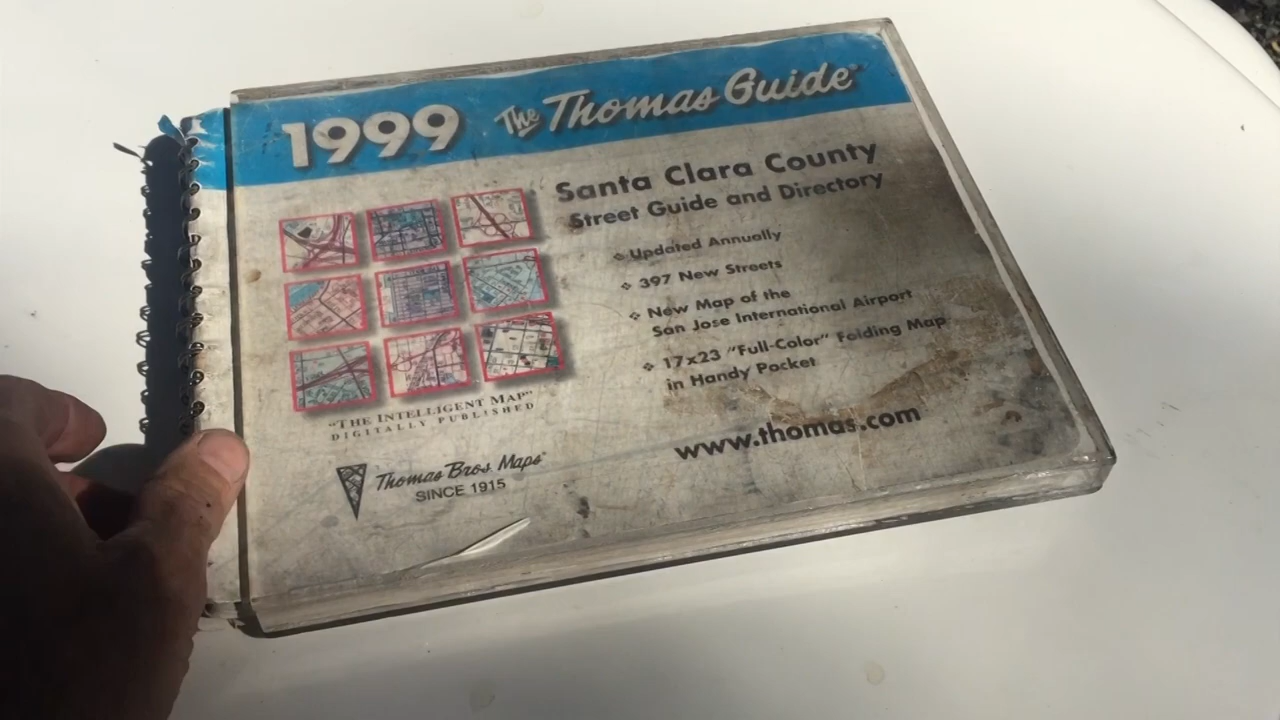 1999 The Thomas Guide
Santa Clara County
Street Guide and Directory
❖ Updated Annually
❖ 397 New Streets
❖ New Map of the
San Jose International Airport
❖ 17x23 "Full-Color" Folding Map
in Handy Pocket
www.thomas.com
"THE INTELLIGENT MAP"
DIGITALLY PUBLISHED
Thomas Bros. Maps®
SINCE 1915